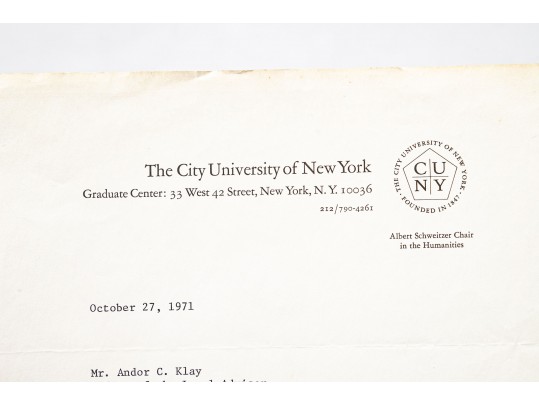 The City University of New York
Graduate Center: 33 West 42 Street, New York, N. Y. 10036
212/790-4261
THE CITY UNIVERSITY OF NEW YORK
CU
NY
FOUNDED IN 1847
Albert Schweitzer Chair
in the Humanities
October 27, 1971
Mr. Andor C. Klay